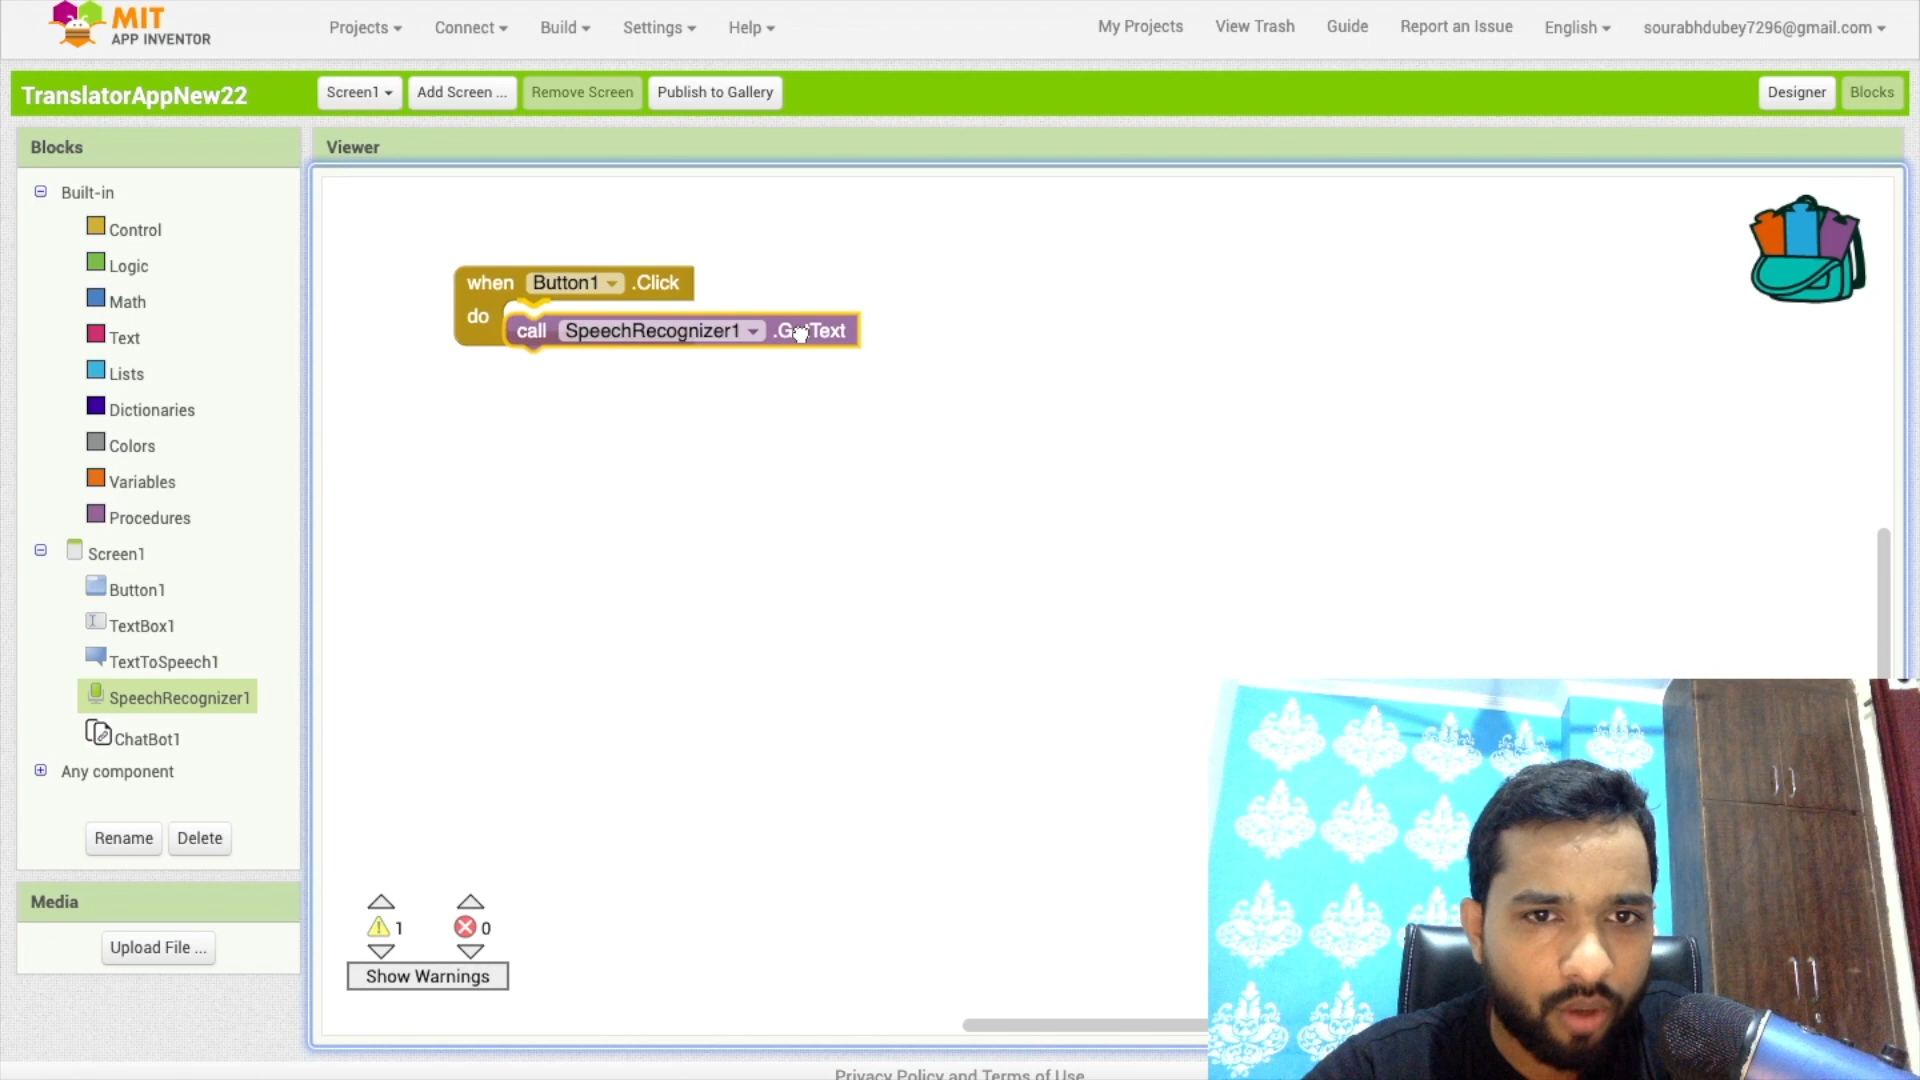 MIT
APP INVENTOR
Projects
Connect
Build
Settings
Help
My Projects
View Trash
Guide
Report an Issue
English
sourabhdubey7296@gmail.com
TranslatorAppNew22
Screen1
Add Screen ...
Remove Screen
Publish to Gallery
Designer
Blocks
Blocks
Built-in
Control
Logic
Math
Text
Lists
Dictionaries
Colors
Variables
Procedures
Screen1
Button1
TextBox1
TextToSpeech1
SpeechRecognizer1
ChatBot1
Any component
Rename
Delete
Media
Upload File ...
Viewer
when Button1 .Click
do
call SpeechRecognizer1 .GetText
1
0
Show Warnings
Privacy Policy and Terms of Use